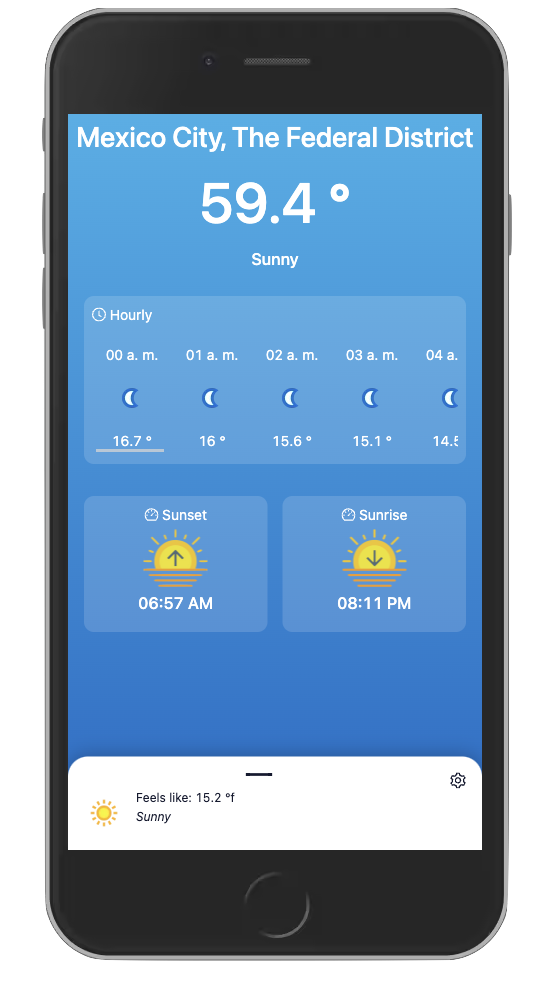 Mexico City, The Federal District
59.4 °
Sunny
Hourly
00 a. m. 01 a. m. 02 a. m. 03 a. m. 04 a.
16.7 ° 16 ° 15.6 ° 15.1 ° 14.5
Sunset Sunrise
06:57 AM 08:11 PM
Feels like: 15.2 °f
Sunny